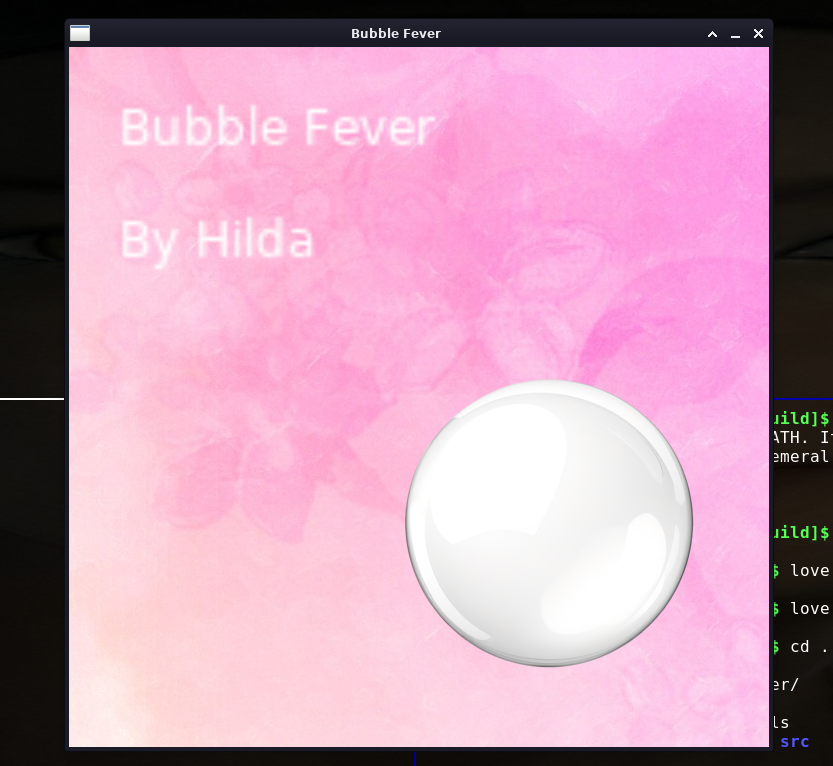 Bubble Fever
Bubble Fever
By Hilda
uild]$
ATH. I
emeral
uild]$
$ love
$ love
$ cd .
er/
ls
src